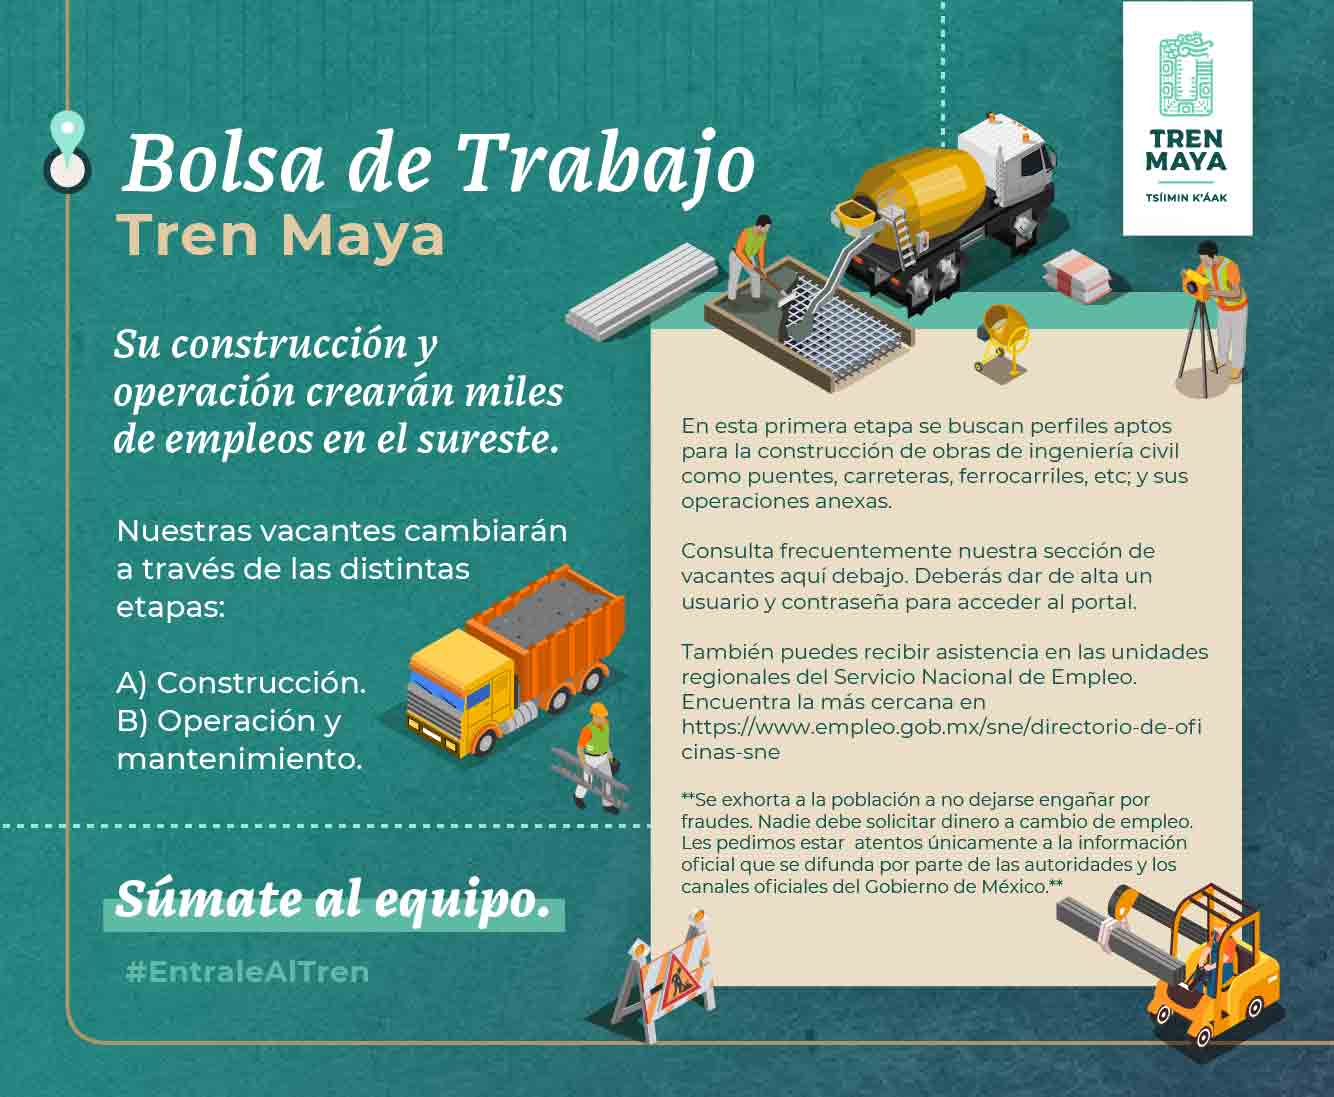 TREN
MAYA
TSÍIMIN K'ÁAK
Bolsa de Trabajo
Tren Maya
Su construcción y
operación crearán miles
de empleos en el sureste.
Nuestras vacantes cambiarán
a través de las distintas
etapas:
A) Construcción.
B) Operación y
mantenimiento.
Súmate al equipo.
#EntraleAlTren
En esta primera etapa se buscan perfiles aptos
para la construcción de obras de ingeniería civil
como puentes, carreteras, ferrocarriles, etc; y sus
operaciones anexas.
Consulta frecuentemente nuestra sección de
vacantes aquí debajo. Deberás dar de alta un
usuario y contraseña para acceder al portal.
También puedes recibir asistencia en las unidades
regionales del Servicio Nacional de Empleo.
Encuentra la más cercana en
https://www.empleo.gob.mx/sne/directorio-de-ofi
cinas-sne
**Se exhorta a la población a no dejarse engañar por
fraudes. Nadie debe solicitar dinero a cambio de empleo.
Les pedimos estar  atentos únicamente a la información
oficial que se difunda por parte de las autoridades y los
canales oficiales del Gobierno de México.**